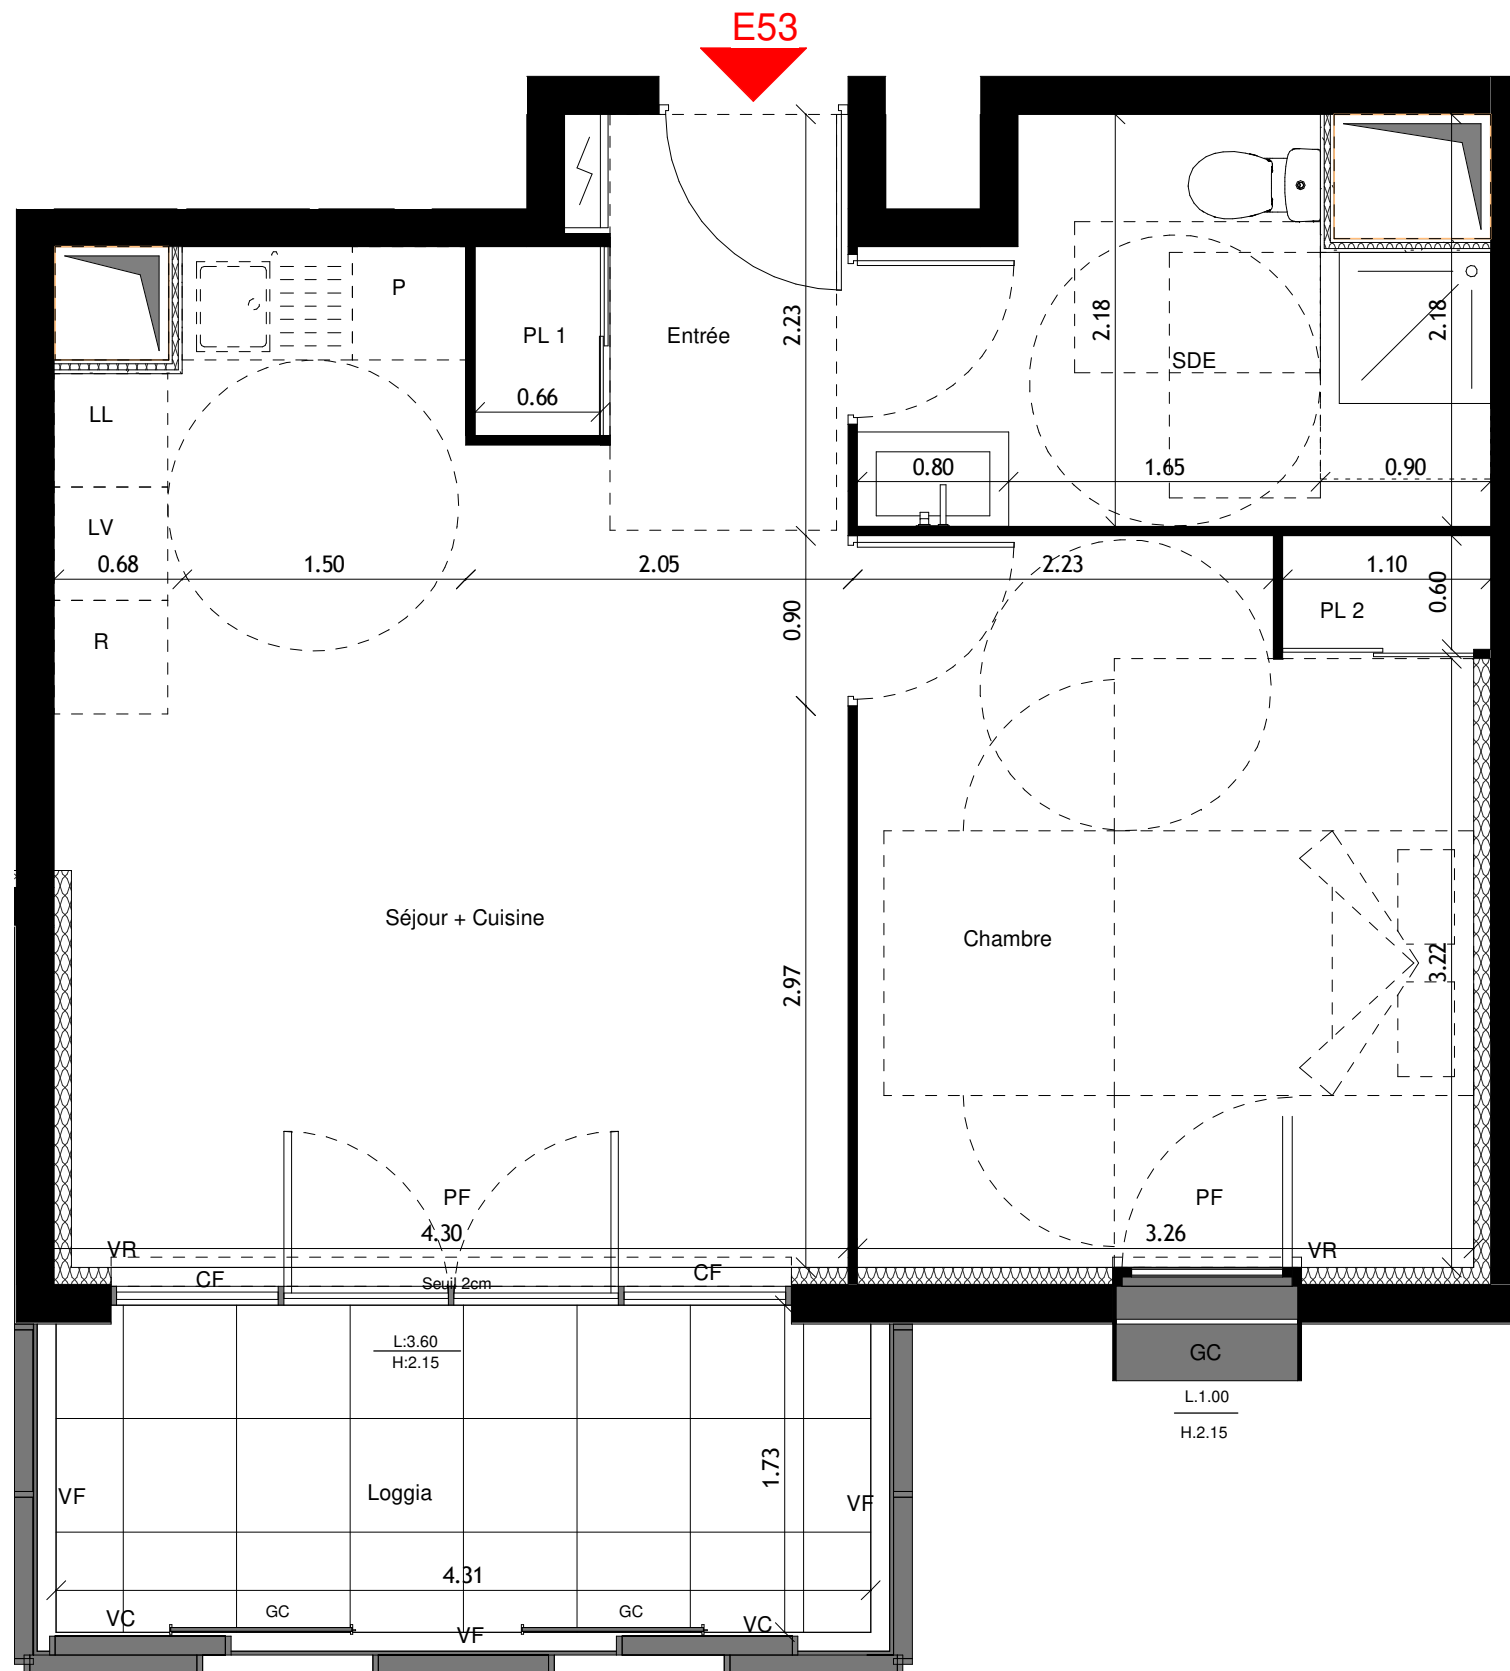 E53
P
PL 1
Entrée
2.23
2.18
SDE
2.18
0.66
LL
0.80
1.65
0.90
LV
0.68
1.50
2.05
2.23
1.10
0.60
0.90
PL 2
R
Séjour + Cuisine
Chambre
2.97
3.22
PF
PF
4.30
3.26
VR
VR
CF
CF
Seuil 2cm
L:3.60
H:2.15
GC
L.1.00
H.2.15
1.73
VF
Loggia
VF
4.31
VC
GC
GC
VC
VF